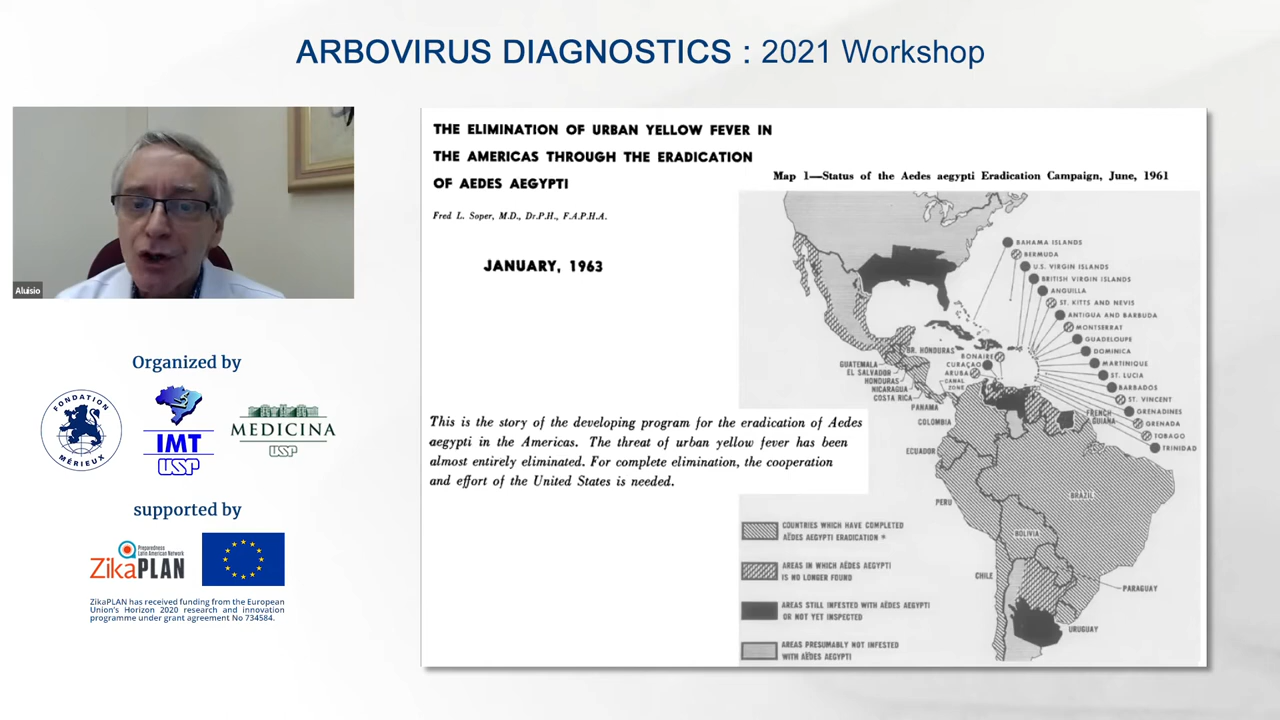 ARBOVIRUS DIAGNOSTICS : 2021 Workshop
Aluisio
Organized by
FONDATION
MÉRIEUX
IMT
USP
MEDICINA
USP
supported by
Preparedness
Latin American Network
ZikaPLAN
ZikaPLAN has received funding from the European
Union's Horizon 2020 research and innovation
programme under grant agreement No 734584.
THE ELIMINATION OF URBAN YELLOW FEVER IN
THE AMERICAS THROUGH THE ERADICATION
OF AEDES AEGYPTI
Fred L. Soper, M.D., Dr.P.H., F.A.P.H.A.
JANUARY, 1963
This is the story of the developing program for the eradication of Aedes
aegypti in the Americas. The threat of urban yellow fever has been
almost entirely eliminated. For complete elimination, the cooperation
and effort of the United States is needed.
Map 1—Status of the Aedes aegypti Eradication Campaign, June, 1961
BAHAMA ISLANDS
BERMUDA
U.S. VIRGIN ISLANDS
BRITISH VIRGIN ISLANDS
ANGUILLA
ST. KITTS AND NEVIS
ANTIGUA AND BARBUDA
MONTSERRAT
GUADELOUPE
DOMINICA
MARTINIQUE
ST. LUCIA
BARBADOS
ST. VINCENT
GRENADINES
GRENADA
TOBAGO
TRINIDAD
BR. HONDURAS
BONAIRE
CURAÇAO
ARUBA
CANAL
ZONE
GUATEMALA
EL SALVADOR
HONDURAS
NICARAGUA
COSTA RICA
PANAMA
COLOMBIA
FRENCH
GUIANA
ECUADOR
PERU
BRAZIL
BOLIVIA
CHILE
PARAGUAY
URUGUAY
COUNTRIES WHICH HAVE COMPLETED
AËDES AEGYPTI ERADICATION *
AREAS IN WHICH AËDES AEGYPTI
IS NO LONGER FOUND
AREAS STILL INFESTED WITH AËDES AEGYPTI
OR NOT YET INSPECTED
AREAS PRESUMABLY NOT INFESTED
WITH AËDES AEGYPTI